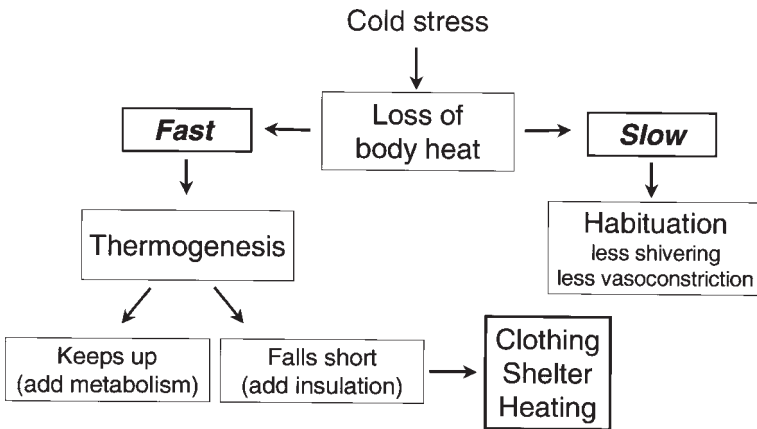 Cold stress
Loss of
body heat
Fast
Slow
Thermogenesis
Habituation
less shivering
less vasoconstriction
Keeps up
(add metabolism)
Falls short
(add insulation)
Clothing
Shelter
Heating